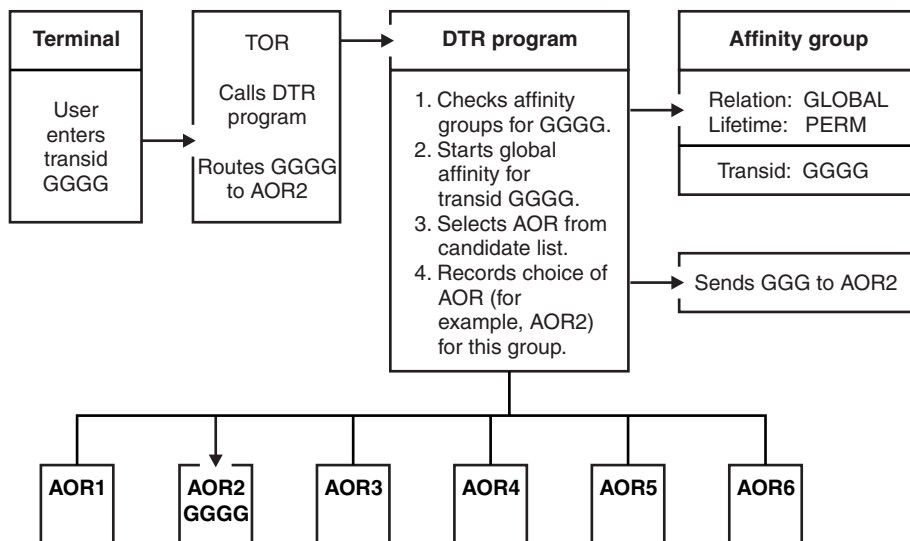 Terminal
User
enters
transid
GGGG
TOR
Calls DTR
program
Routes GGGG
to AOR2
DTR program
1. Checks affinity
groups for GGGG.
2. Starts global
affinity for
transid GGGG.
3. Selects AOR from
candidate list.
4. Records choice of
AOR (for
example, AOR2)
for this group.
Affinity group
Relation: GLOBAL
Lifetime: PERM
Transid: GGGG
Sends GGG to AOR2
AOR1
AOR2
GGGG
AOR3
AOR4
AOR5
AOR6